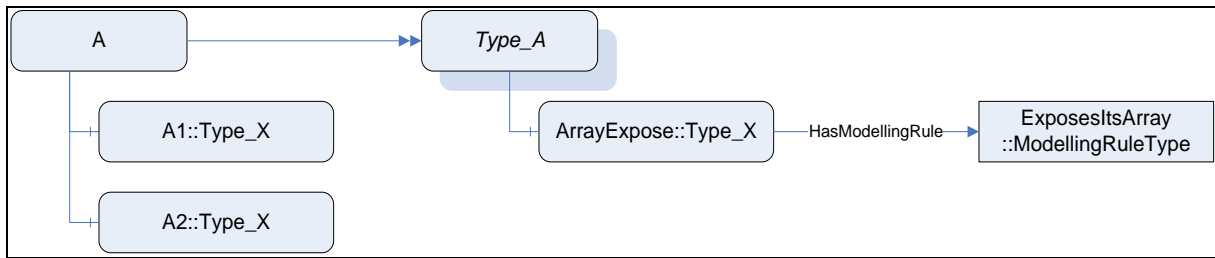 A
Type_A
A1::Type_X
ArrayExpose::Type_X
HasModellingRule
ExposesItsArray
::ModellingRuleType
A2::Type_X